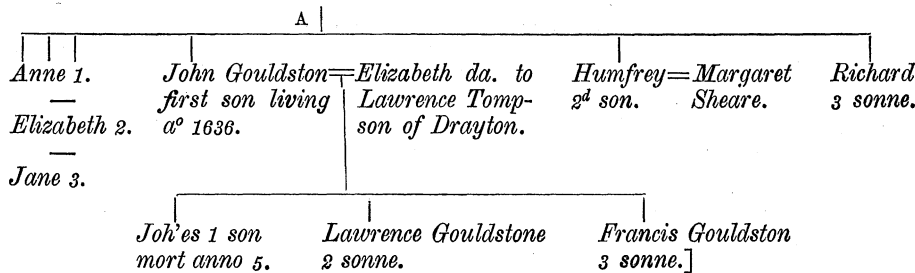 A
Anne 1.
Elizabeth 2.
Jane 3.
John Gouldston=Elizabeth da. to
first son living Lawrence Tomp-
aº 1636. son of Drayton.
Humfrey=Margaret
2d son. Sheare.
Richard
3 sonne.
Joh'es 1 son
mort anno 5.
Lawrence Gouldstone
2 sonne.
Francis Gouldston
3 sonne.]